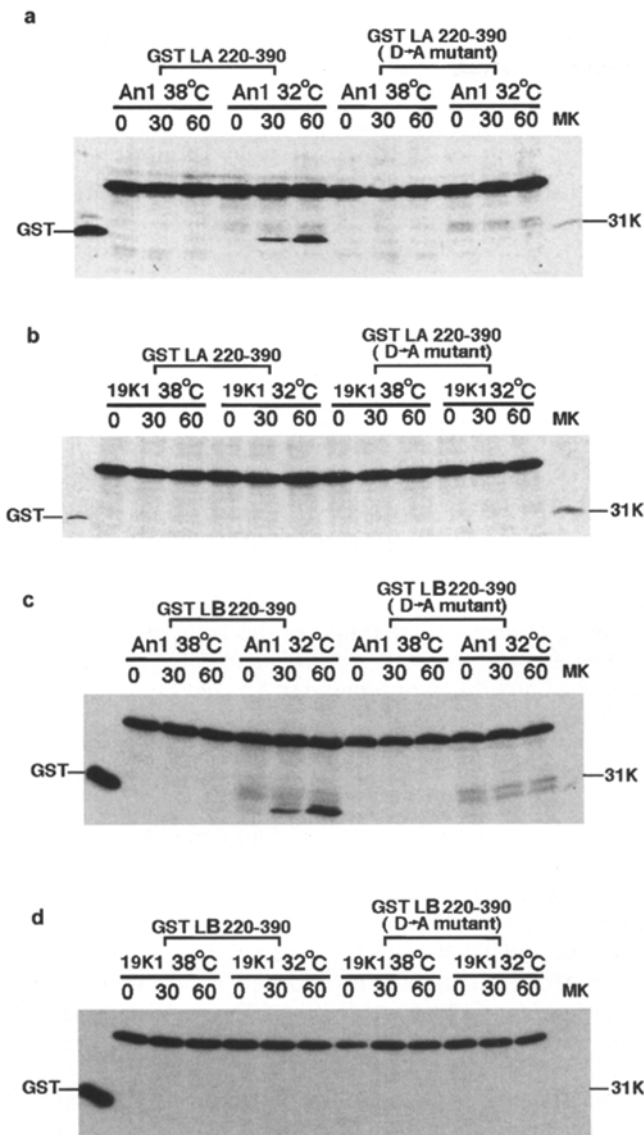 a
GST LA 220-390
GST LA 220-390
( D→A mutant)
An1 38°C An1 32°C An1 38°C An1 32°C
0 30 60 0 30 60 0 30 60 0 30 60 MK
GST
31K
b
GST LA 220-390
GST LA 220-390
( D→A mutant)
19K1 38°C 19K1 32°C 19K1 38°C 19K1 32°C
0 30 60 0 30 60 0 30 60 0 30 60 MK
GST
31K
c
GST LB 220-390
GST LB 220-390
( D→A mutant)
An1 38°C An1 32°C An1 38°C An1 32°C
0 30 60 0 30 60 0 30 60 0 30 60 MK
GST
31K
d
GST LB 220-390
GST LB 220-390
( D→A mutant)
19K1 38°C 19K1 32°C 19K1 38°C 19K1 32°C
0 30 60 0 30 60 0 30 60 0 30 60 MK
GST
31K